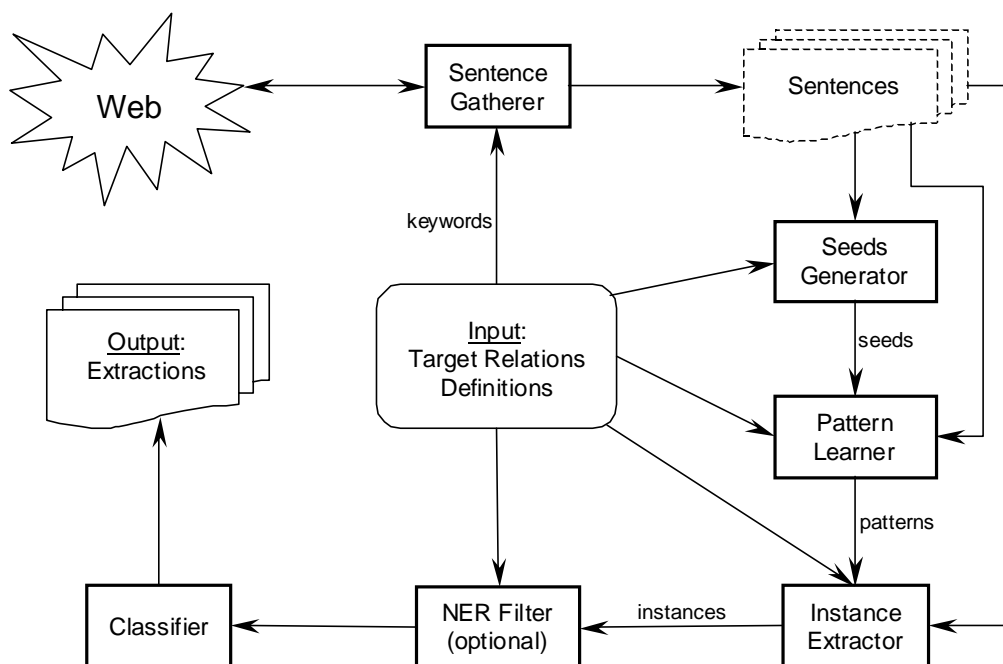 Web
Sentence
Gatherer
Sentences
keywords
Seeds
Generator
Output:
Extractions
Input:
Target Relations
Definitions
seeds
Pattern
Learner
patterns
Classifier
NER Filter
(optional)
instances
Instance
Extractor